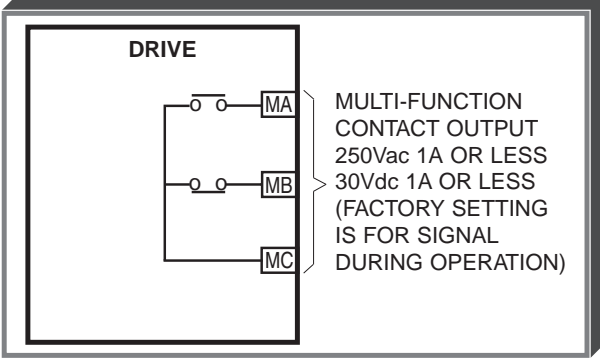 DRIVE
MA
MB
MC
MULTI-FUNCTION
CONTACT OUTPUT
250Vac 1A OR LESS
30Vdc 1A OR LESS
(FACTORY SETTING
IS FOR SIGNAL
DURING OPERATION)